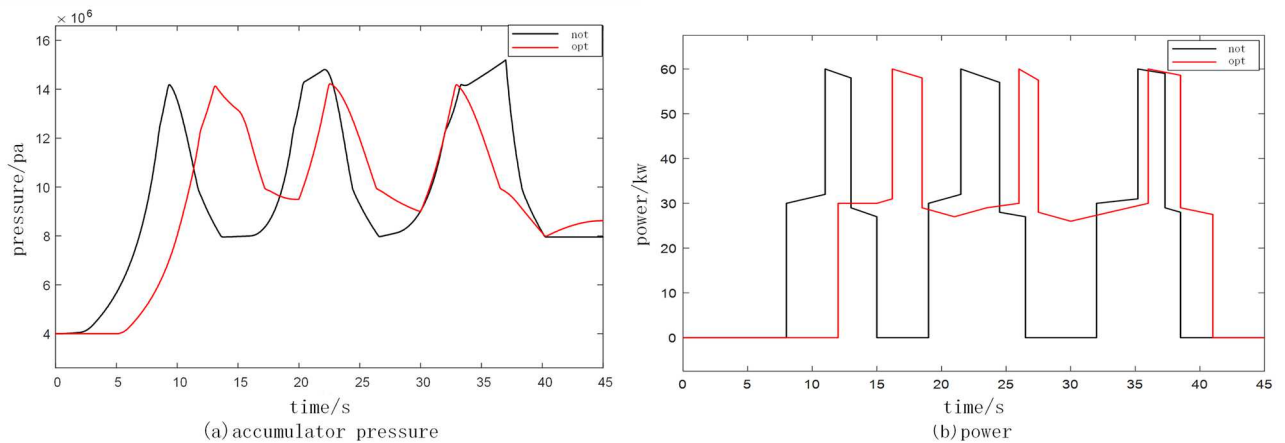 × 10⁶
16
14
12
10
8
6
4
pressure/pa
not
opt
0 5 10 15 20 25 30 35 40 45
time/s
(a)accumulator pressure
60
50
40
30
20
10
0
power/kw
not
opt
0 5 10 15 20 25 30 35 40 45
time/s
(b)power